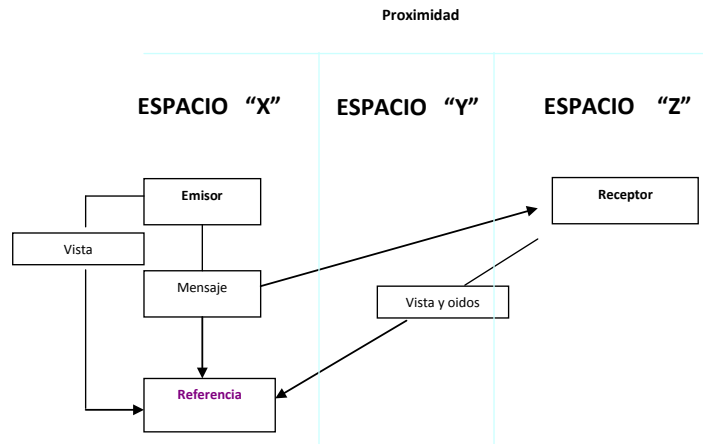 Proximidad
ESPACIO “X”
ESPACIO “Y”
ESPACIO “Z”
Emisor
Receptor
Vista
Mensaje
Vista y oidos
Referencia